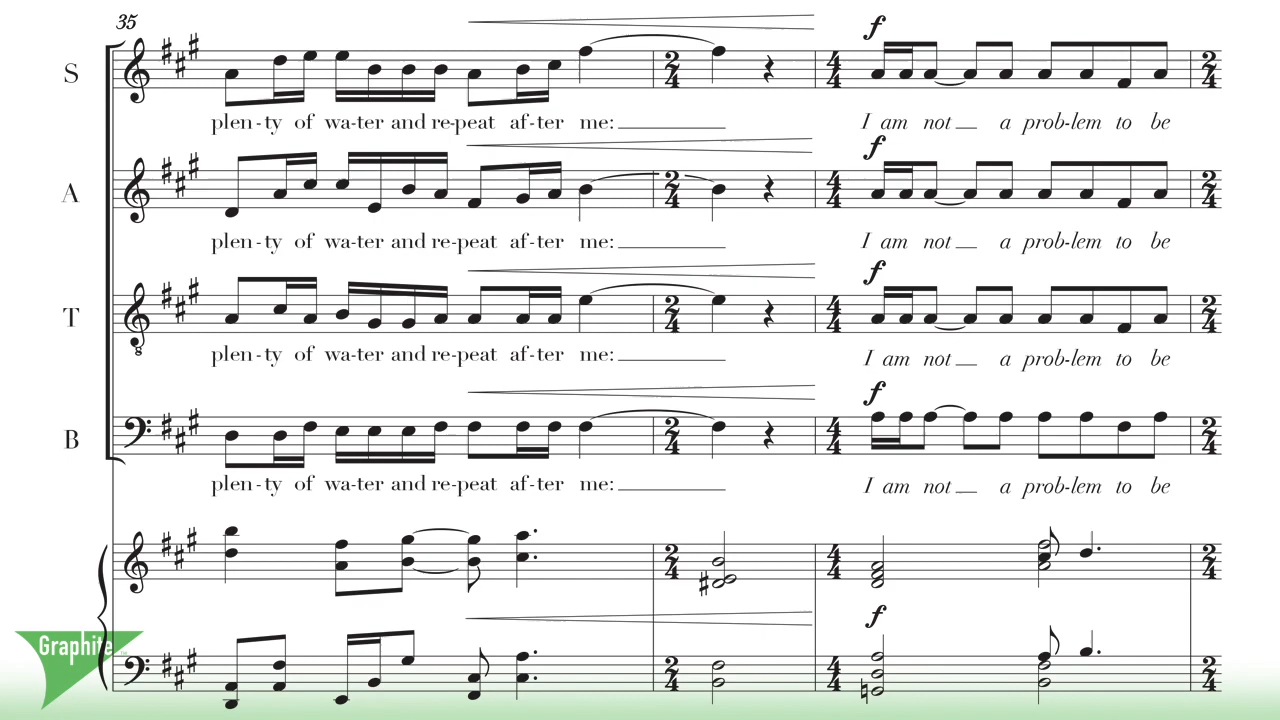 35
f
S
plen-ty of wa-ter and re-peat af-ter me: I am not a prob-lem to be
f
A
plen-ty of wa-ter and re-peat af-ter me: I am not a prob-lem to be
f
T
plen-ty of wa-ter and re-peat af-ter me: I am not a prob-lem to be
f
B
plen-ty of wa-ter and re-peat af-ter me: I am not a prob-lem to be
f
Graphite